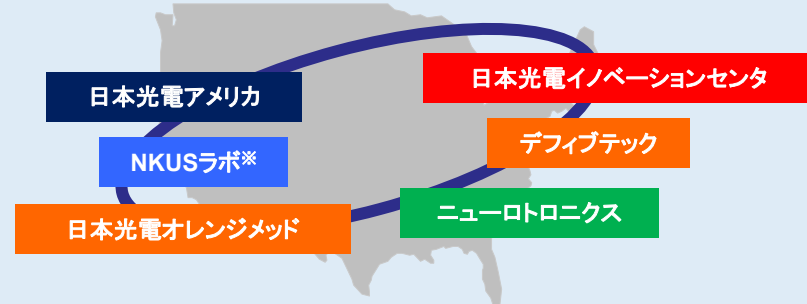 日本光電イノベーションセンタ
日本光電アメリカ
デフィブテック
NKUSラボ※
ニューロトロニクス
日本光電オレンジメッド